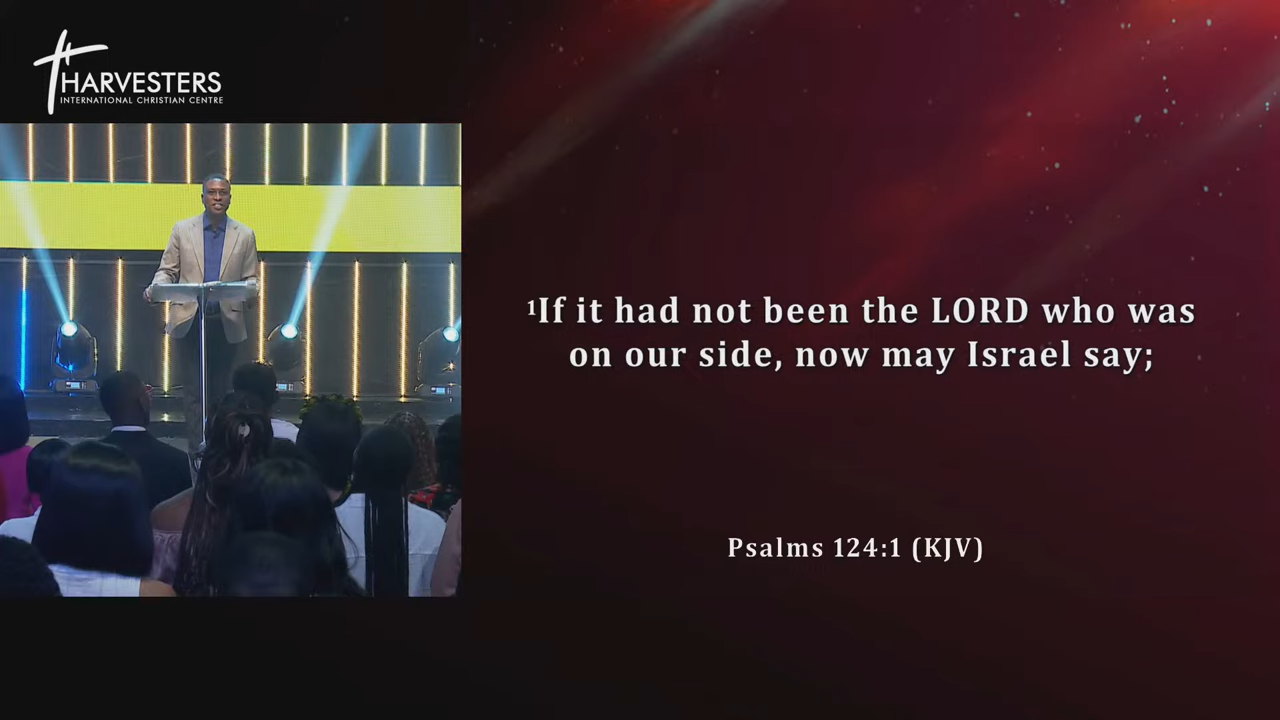 HARVESTERS
INTERNATIONAL CHRISTIAN CENTRE
¹If it had not been the LORD who was
on our side, now may Israel say;
Psalms 124:1 (KJV)